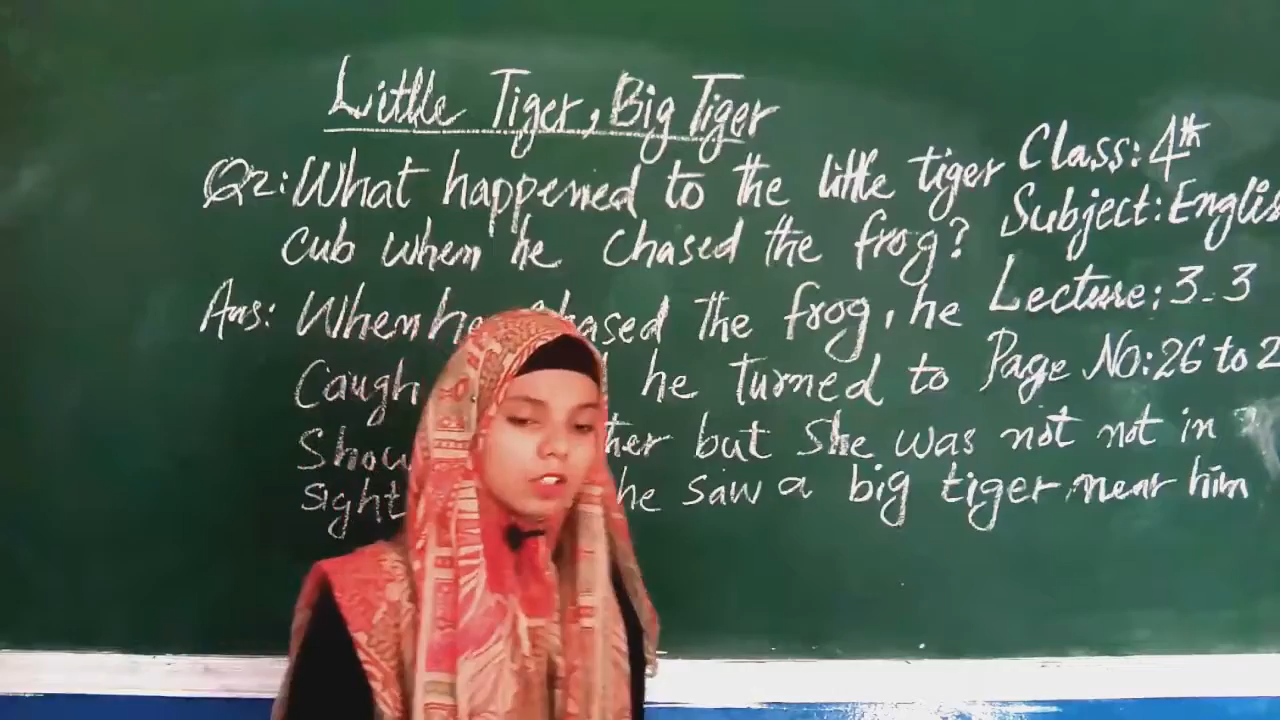 Little Tiger, Big Tiger
Q2: What happened to the little tiger
cub when he chased the frog?
Ans: When he chased the frog, he
Caugh he turned to
Show ther but She was not not in
sight he saw a big tiger near him
Class: 4th
Subject: Englis
Lecture: 3-3
Page No: 26 to 2